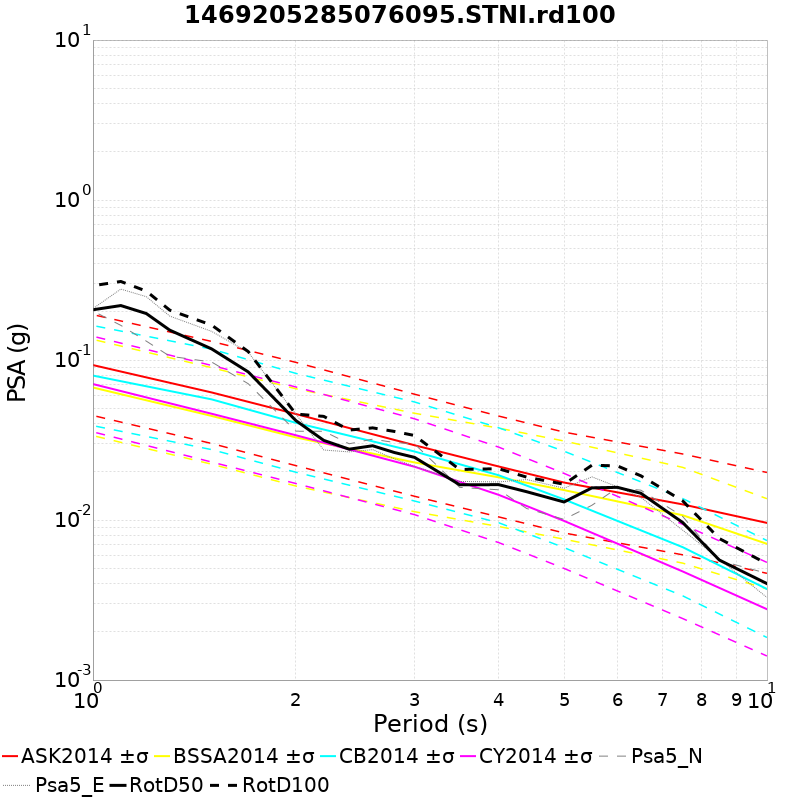 1469205285076095.STNI.rd100
10^1
10^0
10^-1
10^-2
10^-3
PSA (g)
10^0 2 3 4 5 6 7 8 9 10^1
Period (s)
ASK2014 ±σ BSSA2014 ±σ CB2014 ±σ CY2014 ±σ Psa5_N
Psa5_E RotD50 RotD100